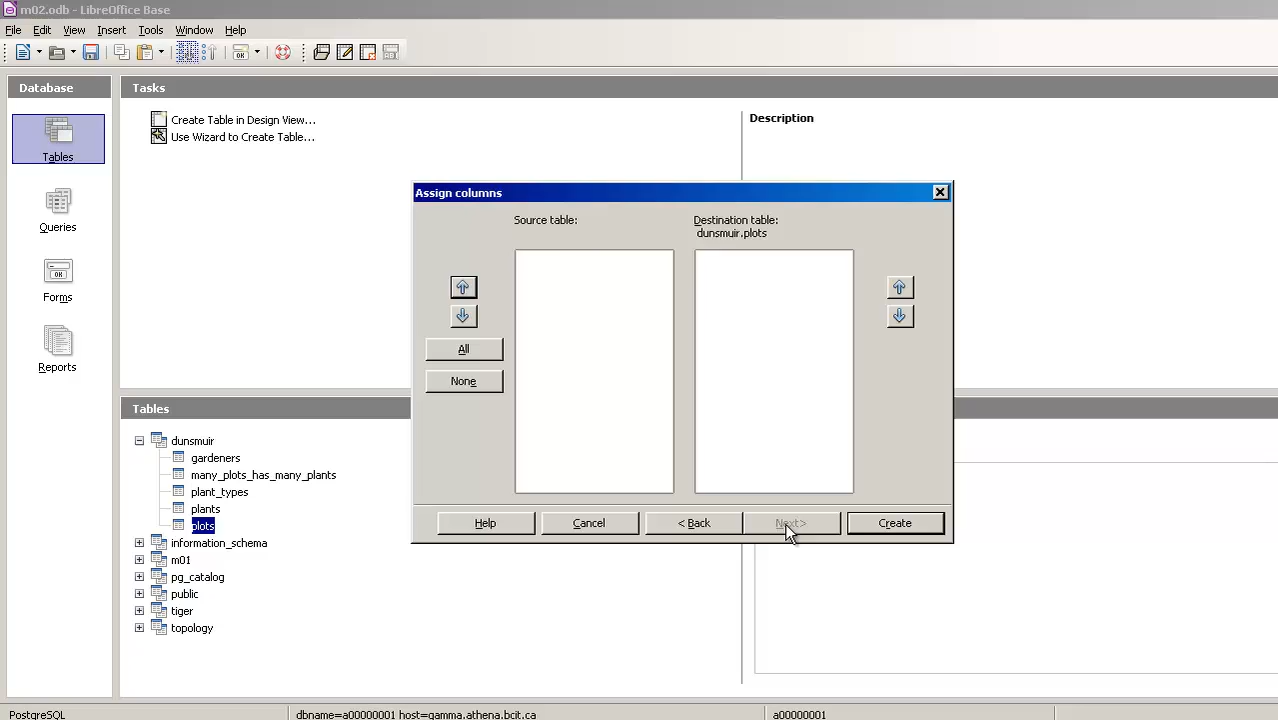 m02.odb - LibreOffice Base
File Edit View Insert Tools Window Help
OK
Database
Tables
Queries
OK
Forms
Reports
Tasks
Create Table in Design View...
Use Wizard to Create Table...
Description
Assign columns
Source table:
Destination table:
dunsmuir.plots
All
None
Help Cancel < Back Next> Create
Tables
dunsmuir
gardeners
many_plots_has_many_plants
plant_types
plants
plots
information_schema
m01
pg_catalog
public
tiger
topology
PostgreSQL dbname=a00000001 host=gamma.athena.bcit.ca a00000001